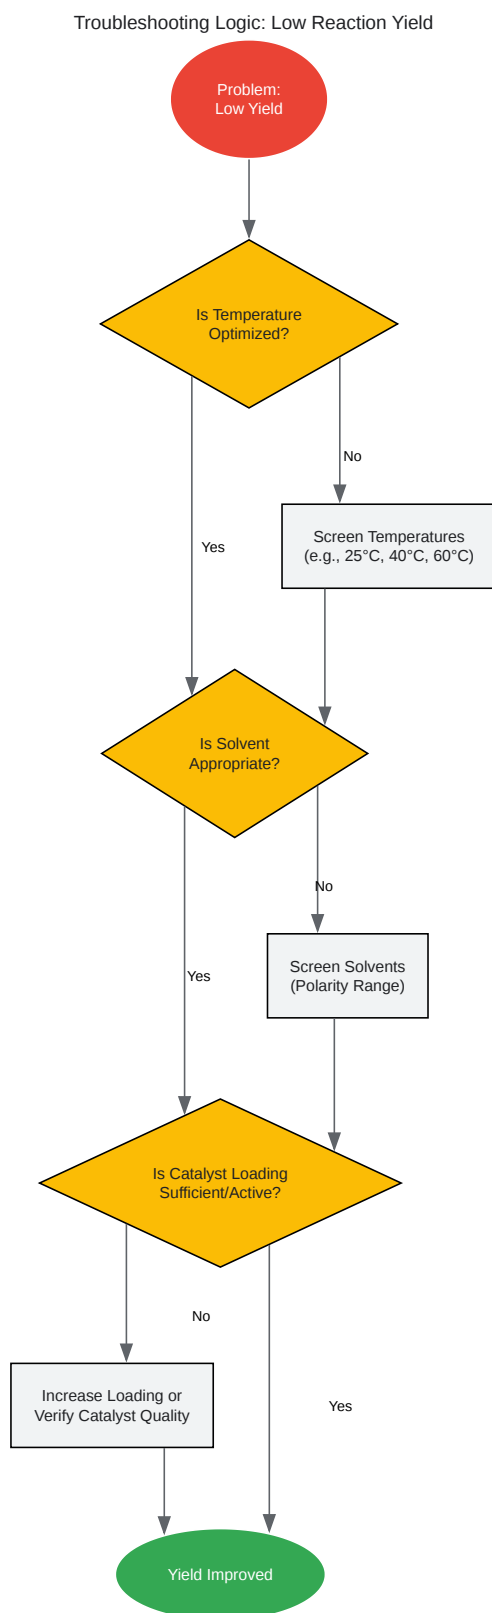 Troubleshooting Logic: Low Reaction Yield
Problem:
Low Yield
Is Temperature
Optimized?
No
Screen Temperatures
(e.g., 25°C, 40°C, 60°C)
Yes
Is Solvent
Appropriate?
No
Screen Solvents
(Polarity Range)
Yes
Is Catalyst Loading
Sufficient/Active?
No
Increase Loading or
Verify Catalyst Quality
Yes
Yield Improved